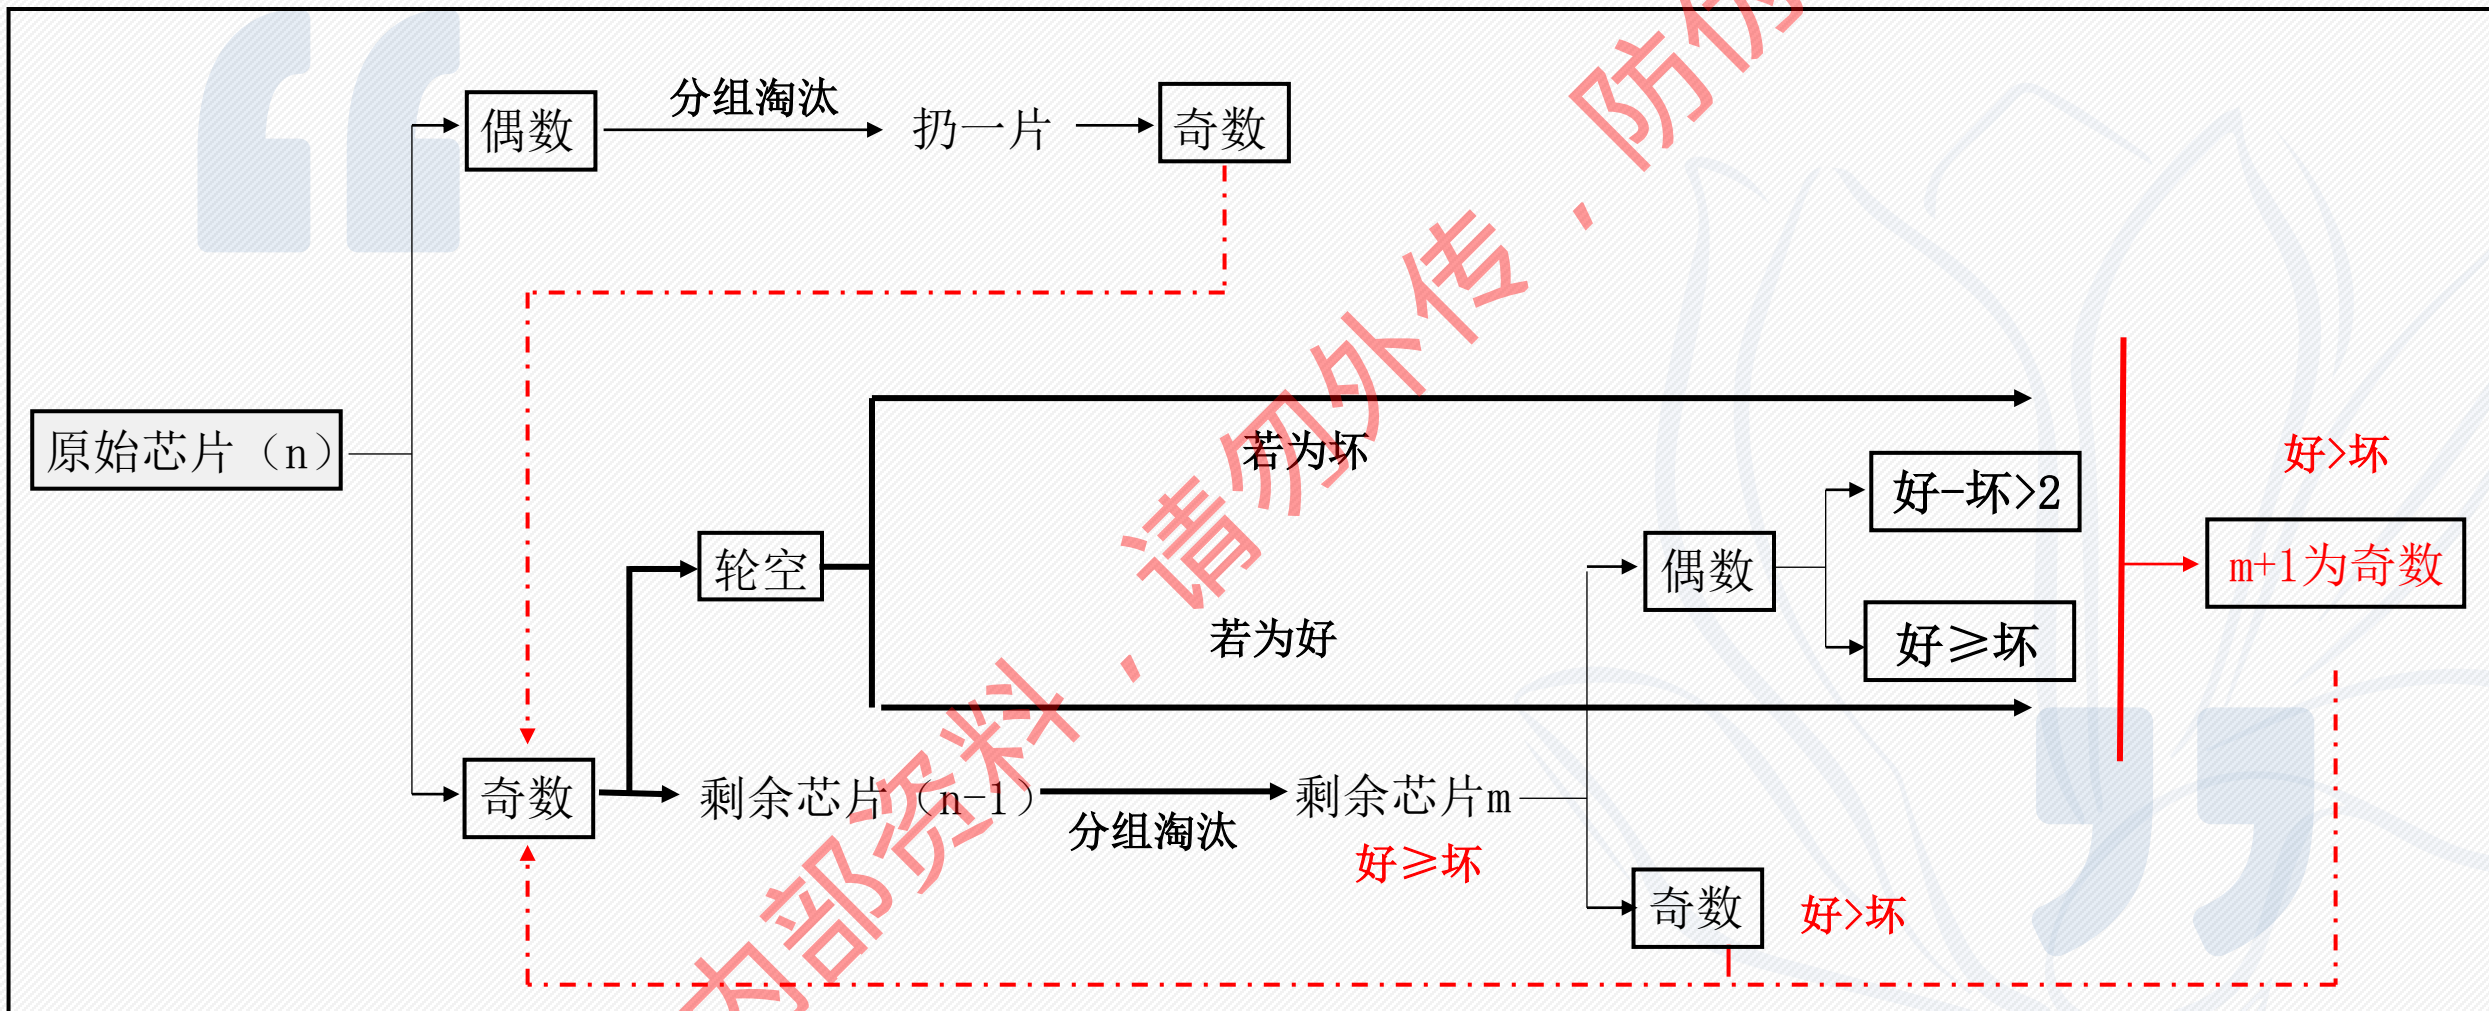 分组淘汰
偶数
扔一片
奇数
原始芯片（n）
若为坏
好>坏
好-坏>2
轮空
偶数
m+1为奇数
若为好
好≥坏
奇数
剩余芯片（n-1）
分组淘汰
剩余芯片m
好≥坏
奇数
好>坏
内部资料，请勿外传，防伪